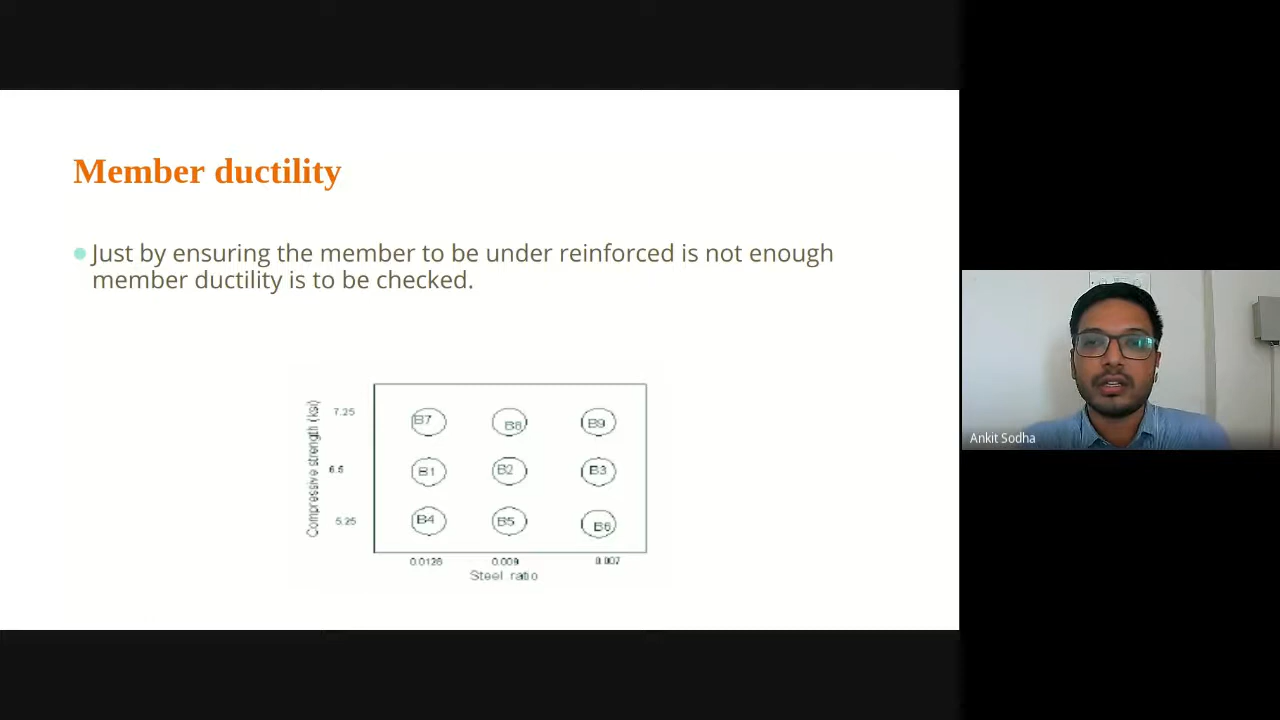 Member ductility
Just by ensuring the member to be under reinforced is not enough
member ductility is to be checked.
Compressive strength (ksi)
7.25
B7 B8 B9
6.5
B1 B2 B3
5.25
B4 B5 B6
0.0126 0.009 0.007
Steel ratio
Ankit Sodha